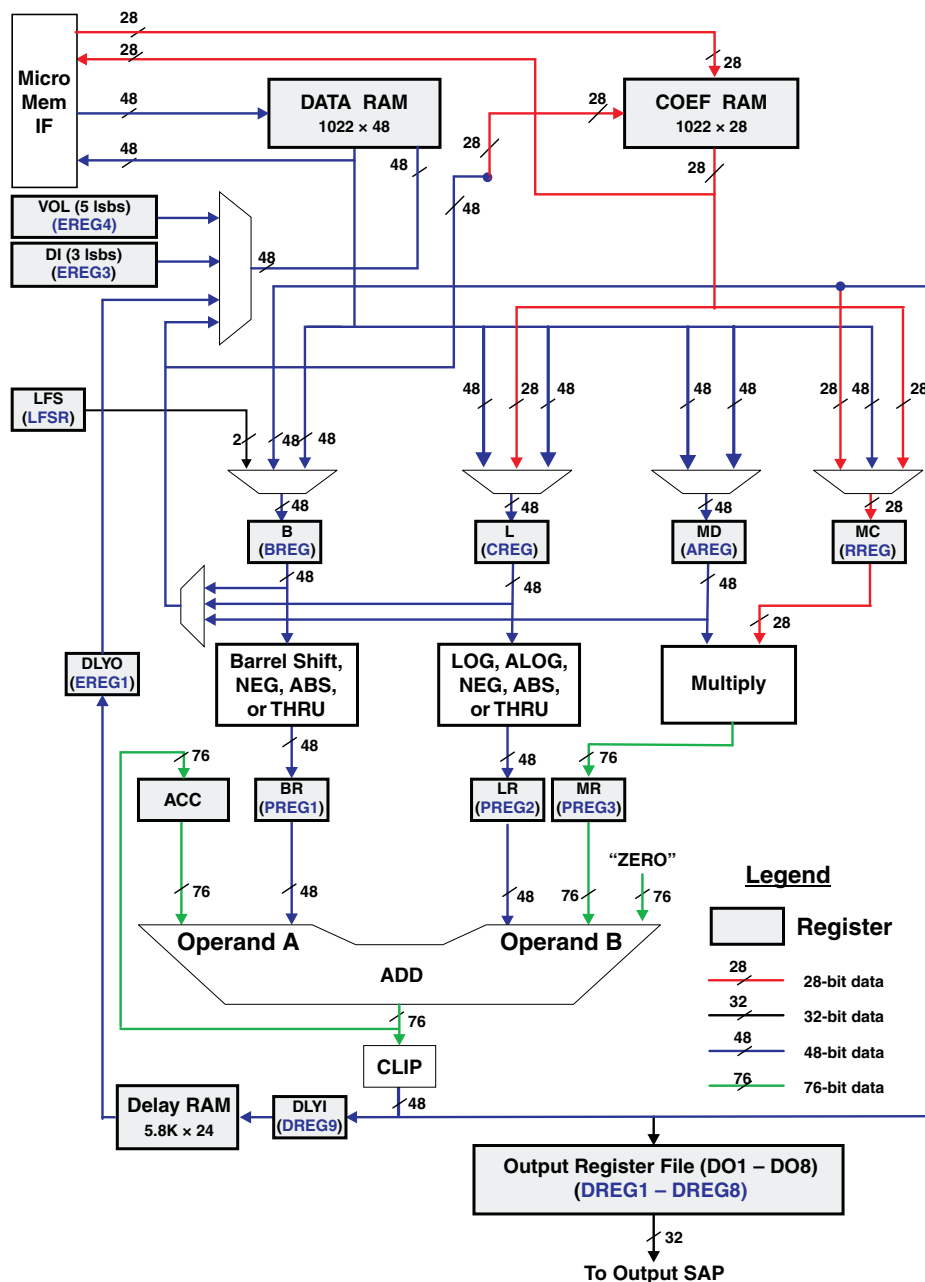 28
28
28
Micro
Mem
IF
DATA RAM
1022 × 48
COEF RAM
1022 × 28
48
48
48
28
28
28
48
VOL (5 lsbs)
(EREG4)
DI (3 lsbs)
(EREG3)
48
LFS
(LFSR)
2
48
48
48
28
48
48
48
28
48
28
48
48
48
28
B
(BREG)
L
(CREG)
MD
(AREG)
MC
(RREG)
48
48
48
28
DLYO
(EREG1)
Barrel Shift,
NEG, ABS,
or THRU
LOG, ALOG,
NEG, ABS,
or THRU
Multiply
76
48
48
76
ACC
BR
(PREG1)
LR
(PREG2)
MR
(PREG3)
“ZERO”
76
48
48
76
76
Operand A
Operand B
ADD
76
CLIP
48
Legend
Register
28
28-bit data
32
32-bit data
48
48-bit data
76
76-bit data
Delay RAM
5.8K × 24
DLYI
(DREG9)
Output Register File (DO1 – DO8)
(DREG1 – DREG8)
32
To Output SAP